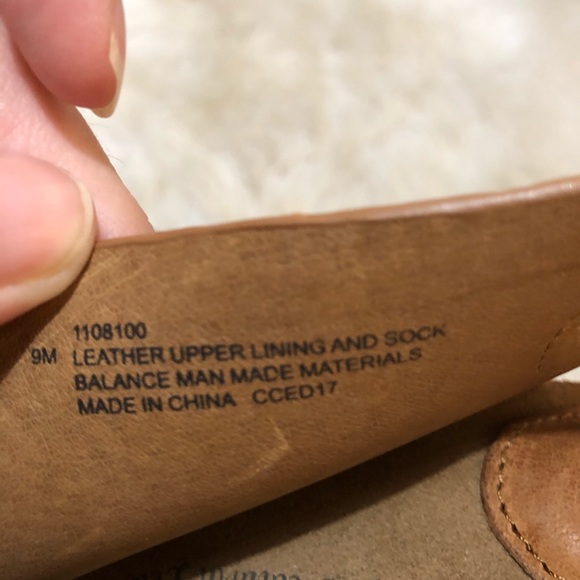 1108100
9M LEATHER UPPER LINING AND SOCK
BALANCE MAN MADE MATERIALS
MADE IN CHINA CCED17